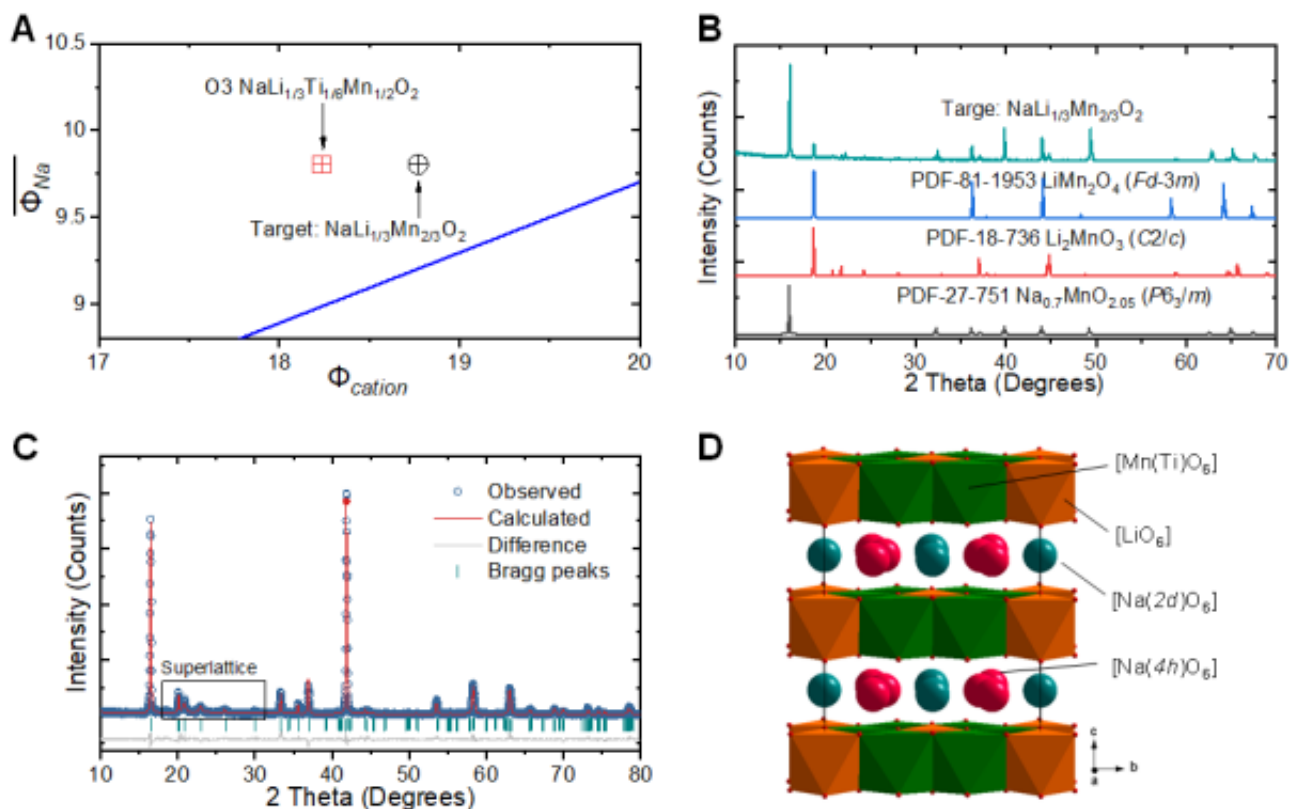 A
10.5
10
9.5
9
17
18
19
20
Φ_Na
Φ_cation
O3 NaLi1/3Ti1/6Mn1/2O2
Target: NaLi1/3Mn2/3O2
B
Intensity (Counts)
Targe: NaLi1/3Mn2/3O2
PDF-81-1953 LiMn2O4 (Fd-3m)
PDF-18-736 Li2MnO3 (C2/c)
PDF-27-751 Na0.7MnO2.05 (P63/m)
10
20
30
40
50
60
70
2 Theta (Degrees)
C
Intensity (Counts)
Observed
Calculated
Difference
Bragg peaks
Superlattice
10
20
30
40
50
60
70
80
2 Theta (Degrees)
D
[Mn(Ti)O6]
[LiO6]
[Na(2d)O6]
[Na(4h)O6]
c
b
a